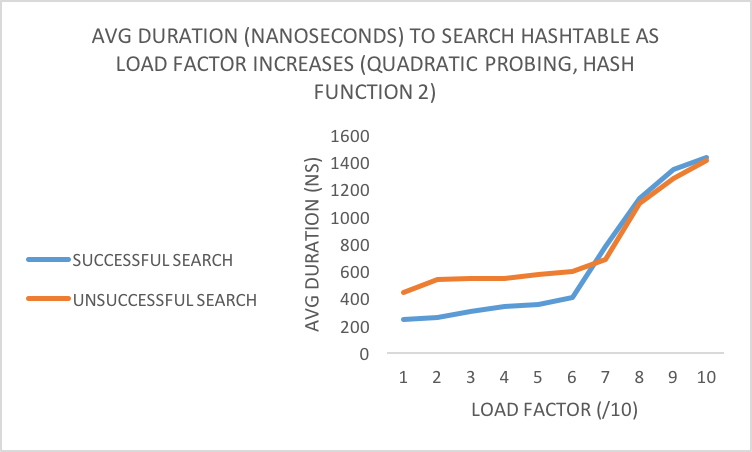 AVG DURATION (NANOSECONDS) TO SEARCH HASHTABLE AS
LOAD FACTOR INCREASES (QUADRATIC PROBING, HASH
FUNCTION 2)
SUCCESSFUL SEARCH
UNSUCCESSFUL SEARCH
AVG DURATION (NS)
1600
1400
1200
1000
800
600
400
200
0
1 2 3 4 5 6 7 8 9 10
LOAD FACTOR (/10)